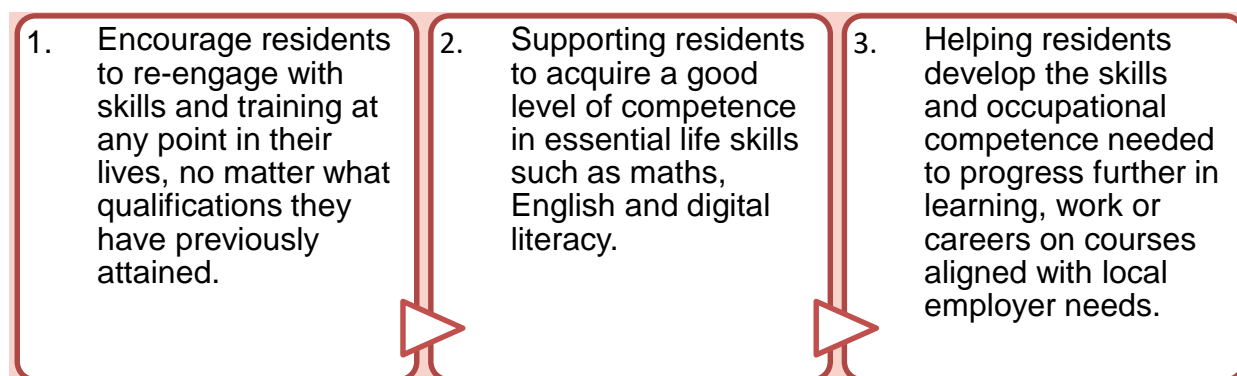 1. Encourage residents
to re-engage with
skills and training at
any point in their
lives, no matter what
qualifications they
have previously
attained.
2. Supporting residents
to acquire a good
level of competence
in essential life skills
such as maths,
English and digital
literacy.
3. Helping residents
develop the skills
and occupational
competence needed
to progress further in
learning, work or
careers on courses
aligned with local
employer needs.